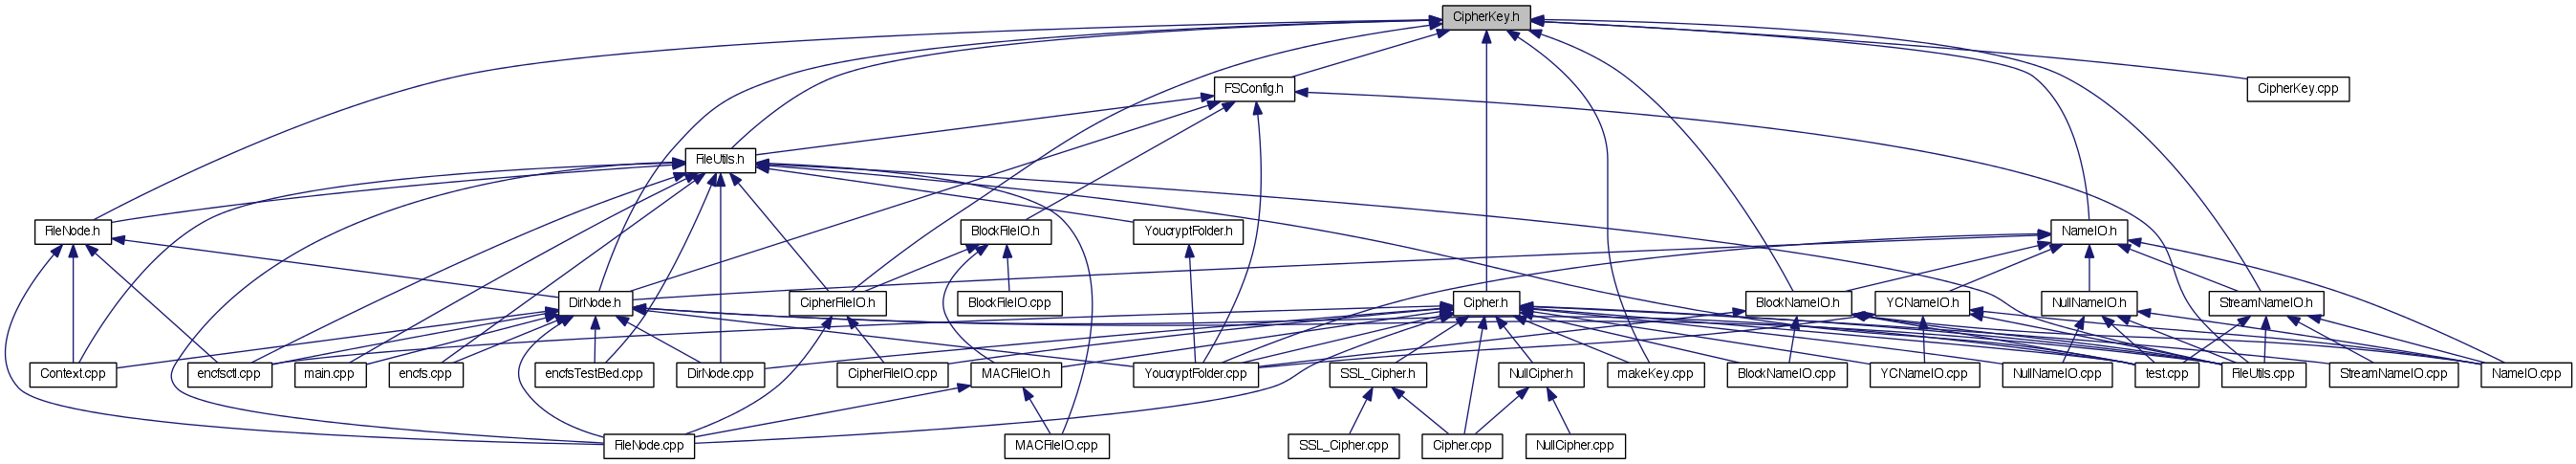 CipherKey.h
FSConfig.h
CipherKey.cpp
FileUtils.h
FileNode.h
BlockFileIO.h
YoucryptFolder.h
NameIO.h
DirNode.h
CipherFileIO.h
BlockFileIO.cpp
Cipher.h
BlockNameIO.h
YCNameIO.h
NullNameIO.h
StreamNameIO.h
Context.cpp
encfsctl.cpp
main.cpp
encfs.cpp
encfsTestBed.cpp
DirNode.cpp
CipherFileIO.cpp
MACFileIO.h
YoucryptFolder.cpp
SSL_Cipher.h
NullCipher.h
makeKey.cpp
BlockNameIO.cpp
YCNameIO.cpp
NullNameIO.cpp
test.cpp
FileUtils.cpp
StreamNameIO.cpp
NameIO.cpp
FileNode.cpp
MACFileIO.cpp
SSL_Cipher.cpp
Cipher.cpp
NullCipher.cpp